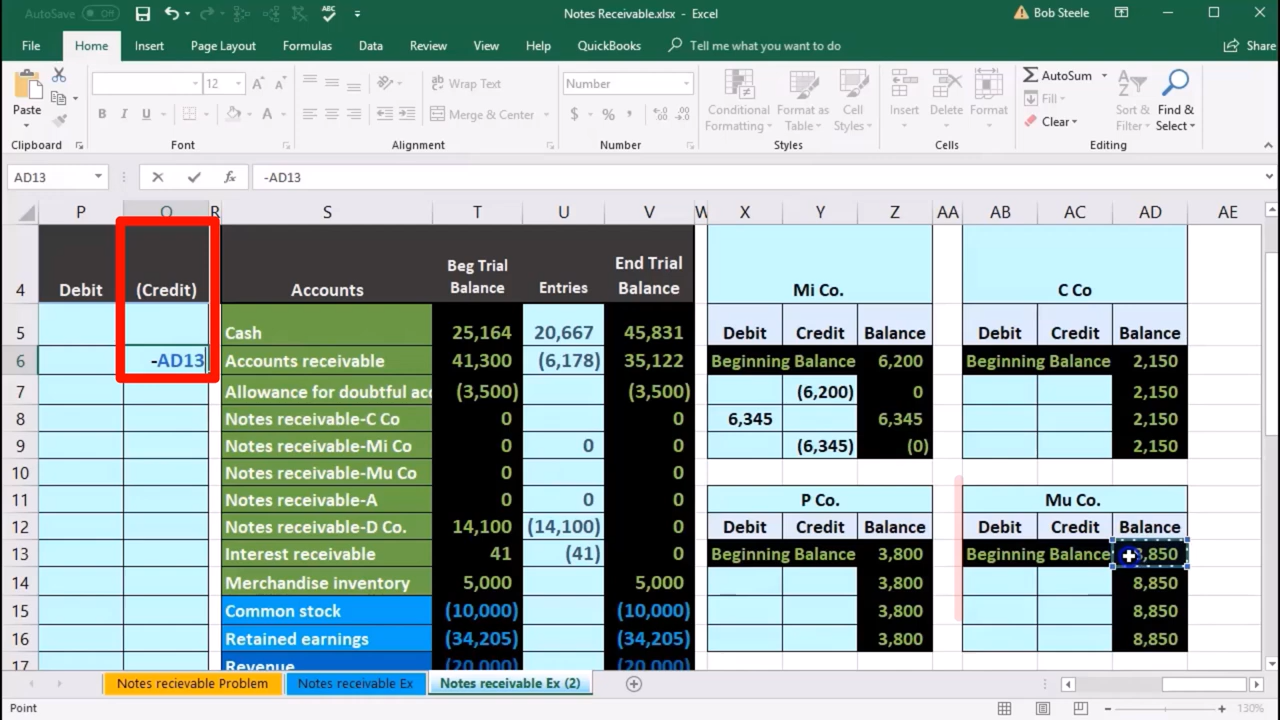 AutoSave Off Notes Receivable.xlsx - Excel Bob Steele
File Home Insert Page Layout Formulas Data Review View Help QuickBooks Tell me what you want to do Share
12 Wrap Text Number AutoSum
Paste B I U Merge & Center $ % Conditional Formatting Format as Table Cell Styles Insert Delete Format Fill Clear Sort & Filter Find & Select
Clipboard Font Alignment Number Styles Cells Editing
AD13 fx -AD13
P Q R S T U V W X Y Z AA AB AC AD AE
4 Debit (Credit) Accounts Beg Trial Balance Entries End Trial Balance Mi Co. C Co
5 Cash 25,164 20,667 45,831 Debit Credit Balance Debit Credit Balance
6 -AD13 Accounts receivable 41,300 (6,178) 35,122 Beginning Balance 6,200 Beginning Balance 2,150
7 Allowance for doubtful acc (3,500) (3,500) (6,200) 0 2,150
8 Notes receivable-C Co 0 0 6,345 6,345 2,150
9 Notes receivable-Mi Co 0 0 0 (6,345) (0) 2,150
10 Notes receivable-Mu Co 0 0
11 Notes receivable-A 0 0 0 P Co. Mu Co.
12 Notes receivable-D Co. 14,100 (14,100) 0 Debit Credit Balance Debit Credit Balance
13 Interest receivable 41 (41) 0 Beginning Balance 3,800 Beginning Balance 8,850
14 Merchandise inventory 5,000 5,000 3,800 8,850
15 Common stock (10,000) (10,000) 3,800 8,850
16 Retained earnings (34,205) (34,205) 3,800 8,850
17 Revenue (20,000) (20,000)
Notes recievable Problem Notes receivable Ex Notes receivable Ex (2)
Point 130%